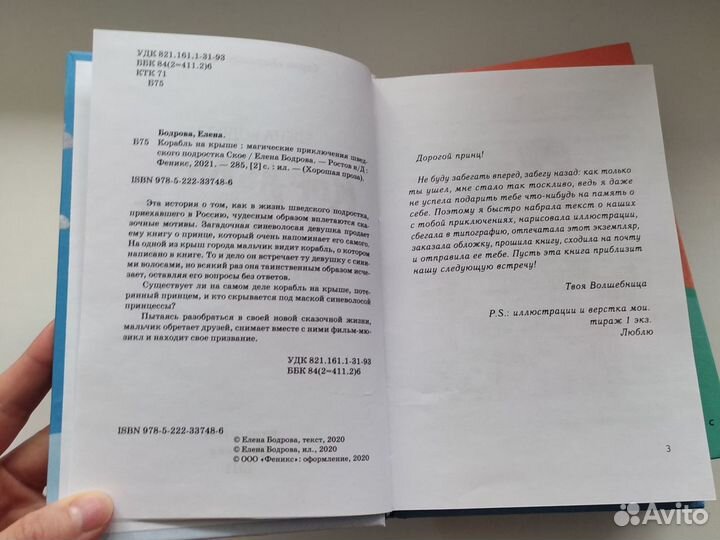 УДК 821.161.1-31-93
ББК 84(2=411.2)6
КТК 71
Б75
Бодрова, Елена.
Б75 Корабль на крыше : магические приключения швед-
ского подростка Ское / Елена Бодрова. — Ростов н/Д :
Феникс, 2021. — 285, [2] с. : ил. — (Хорошая проза).
ISBN 978-5-222-33748-6
Эта история о том, как в жизнь шведского подростка,
приехавшего в Россию, чудесным образом вплетаются ска-
зочные мотивы. Загадочная синеволосая девушка продает
ему книгу о принце, который очень напоминает его самого.
На одной из крыш города мальчик видит корабль, о котором
написано в книге. То и дело он встречает ту девушку с сини-
ми волосами, но всякий раз она таинственным образом исче-
зает, оставляя его вопросы без ответов.
Существует ли на самом деле корабль на крыше, поте-
рянный принцем, и кто скрывается под маской синеволосой
принцессы?
Пытаясь разобраться в своей новой сказочной жизни,
мальчик обретает друзей, снимает вместе с ними фильм-мю-
зикл и находит свое призвание.
УДК 821.161.1-31-93
ББК 84(2=411.2)6
ISBN 978-5-222-33748-6
© Елена Бодрова, текст, 2020
© Елена Бодрова, ил., 2020
© ООО «Феникс»: оформление, 2020
Дорогой принц!
Не буду забегать вперед, забегу назад: как только
ты ушел, мне стало так тоскливо, ведь я даже
не успела подарить тебе что-нибудь на память о
себе. Поэтому я быстро набрала текст о наших
с тобой приключениях, нарисовала иллюстрации,
сбегала в типографию, отпечатала этот экземпляр,
заказала обложку, прошила книгу, сходила на почту
и отправила ее тебе. Пусть эта книга приблизит
нашу следующую встречу!
Твоя Волшебница
P.S.: иллюстрации и верстка мои.
тираж 1 экз.
Люблю
3
С
Avito